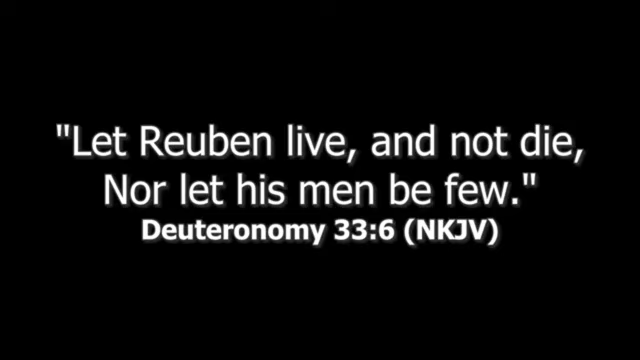 "Let Reuben live, and not die,
Nor let his men be few."
Deuteronomy 33:6 (NKJV)